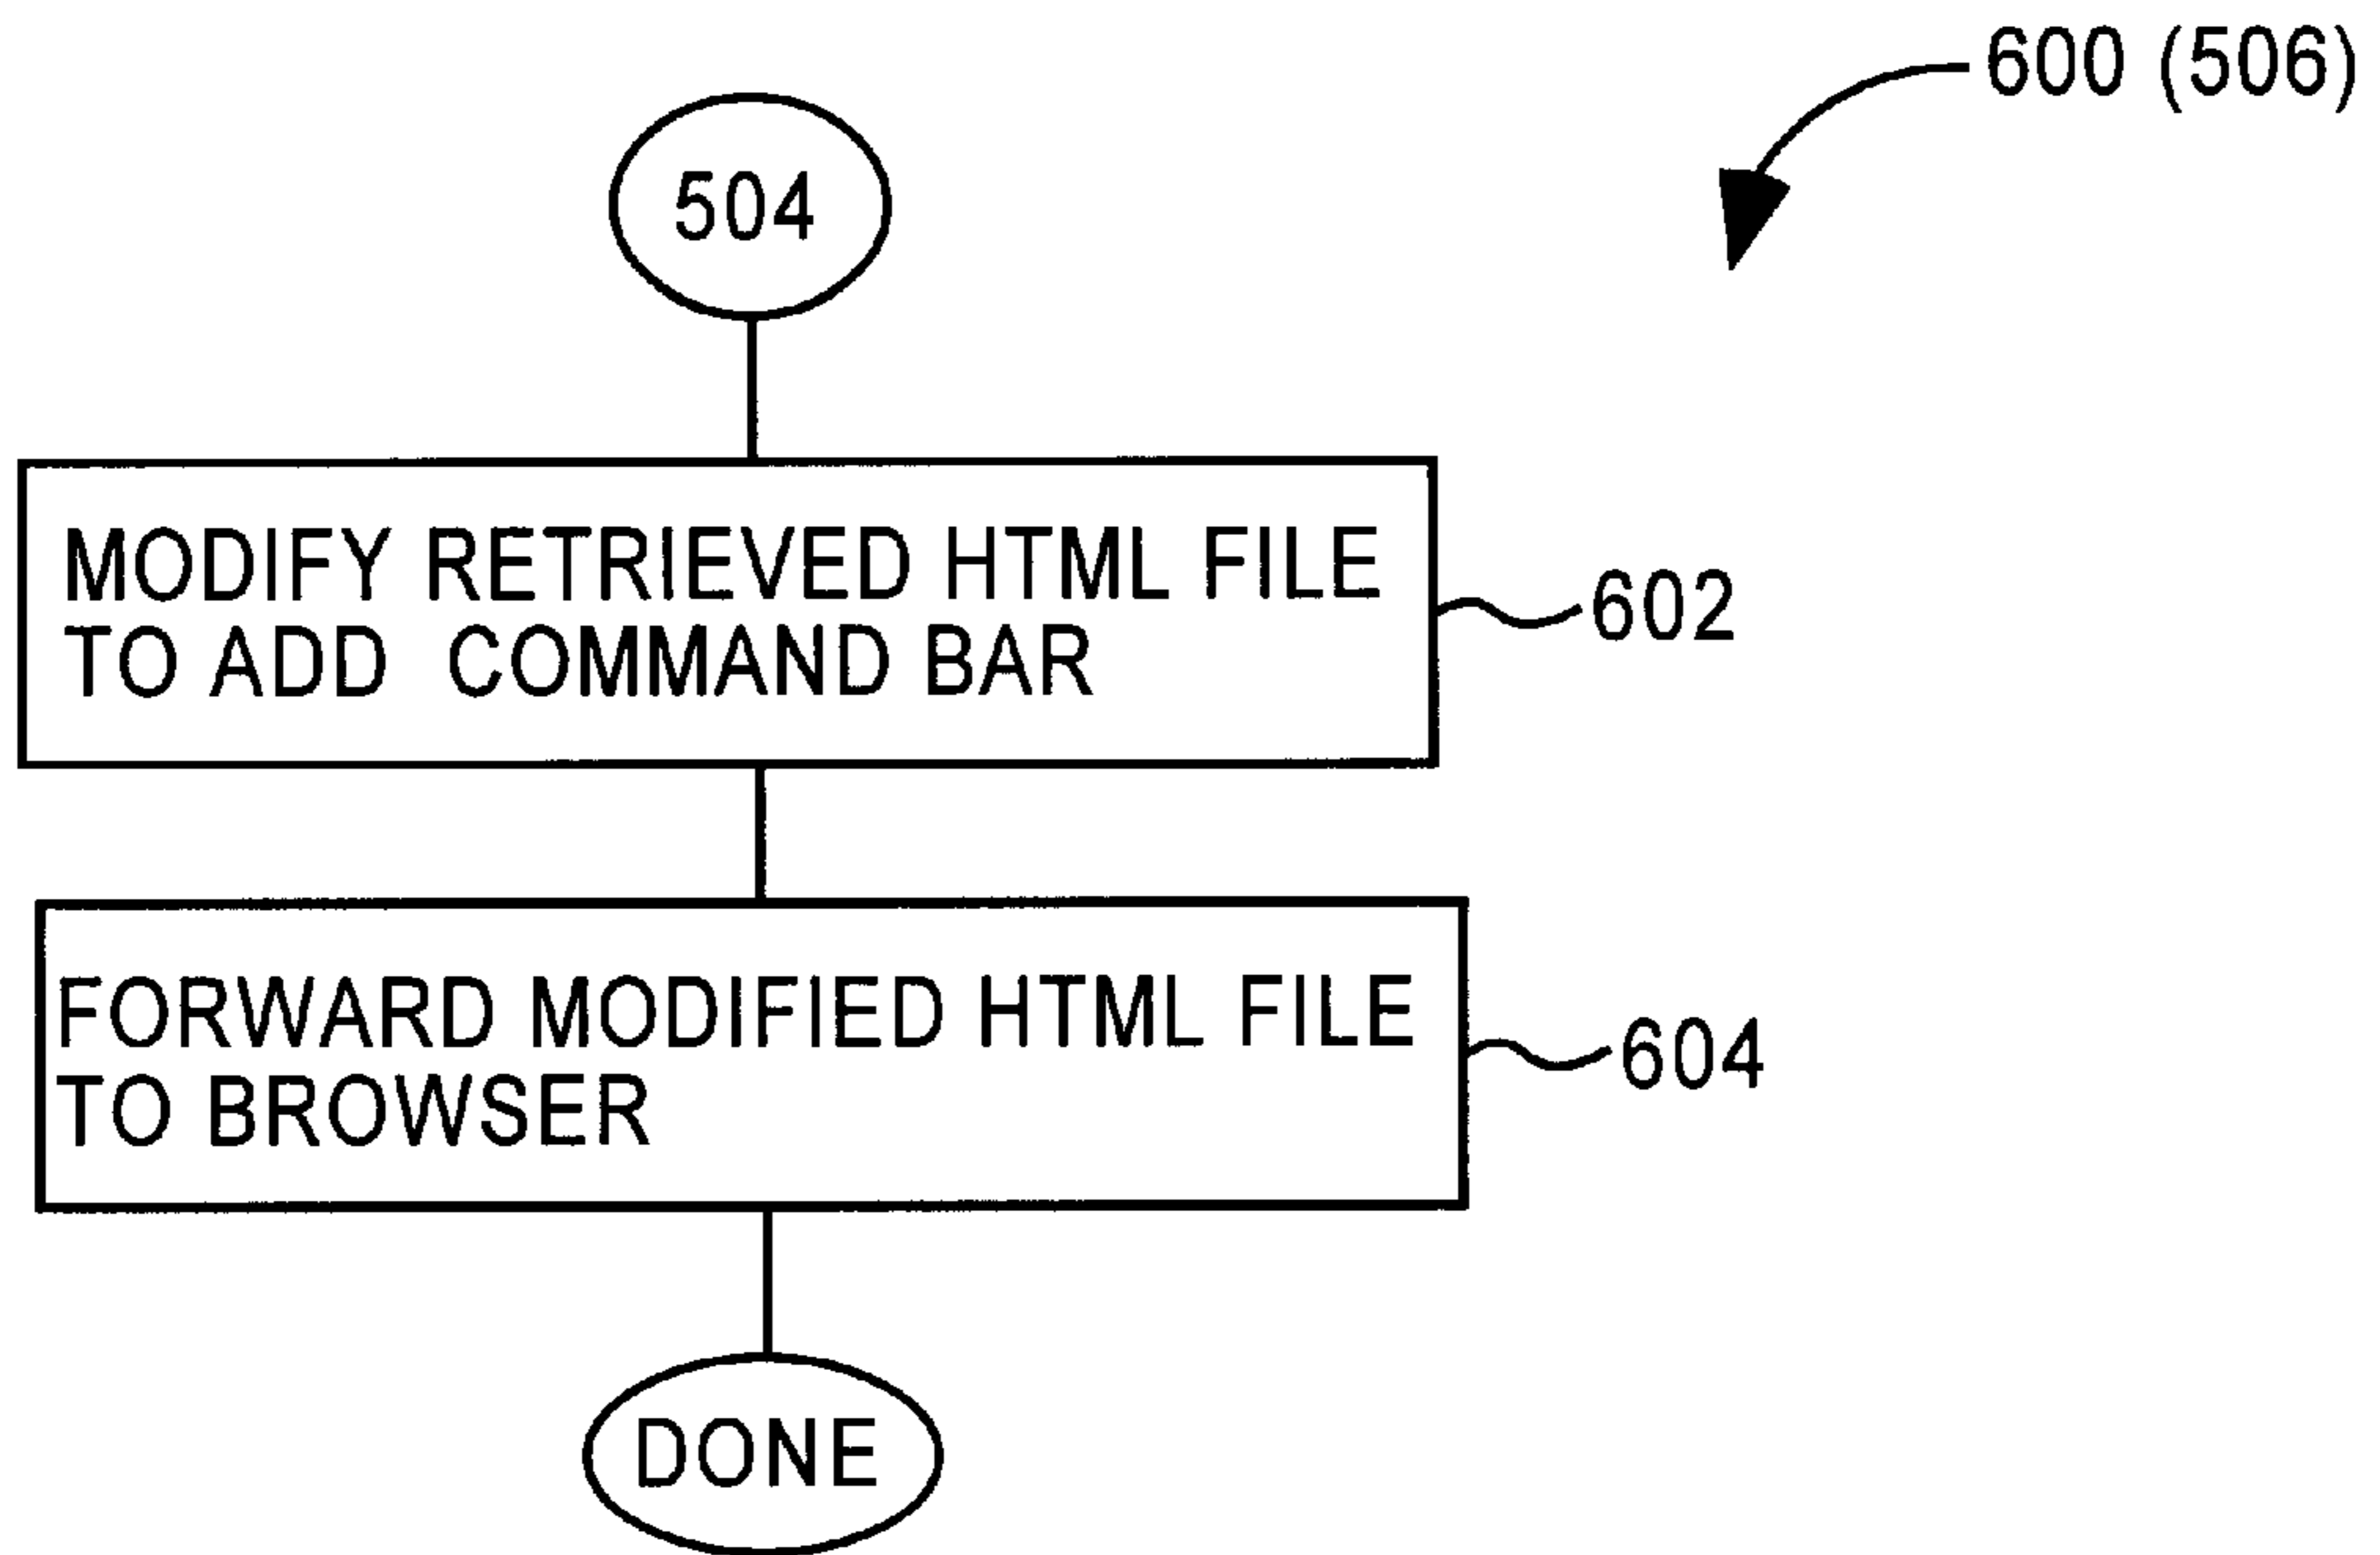 600 (506)
504
MODIFY RETRIEVED HTML FILE
TO ADD COMMAND BAR
602
FORWARD MODIFIED HTML FILE
TO BROWSER
604
DONE